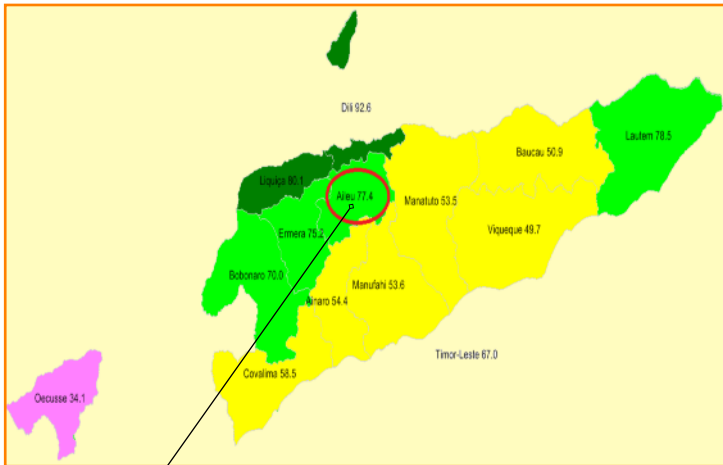 Dili 92.6
Lautem 78.5
Baucau 50.9
Liquiça 80.1
Aileu 77.4
Manatuto 53.5
Ermera 75.2
Viqueque 49.7
Bobonaro 70.0
Manufahi 53.6
Ainaro 54.4
Timor-Leste 67.0
Covalima 58.5
Oecusse 34.1